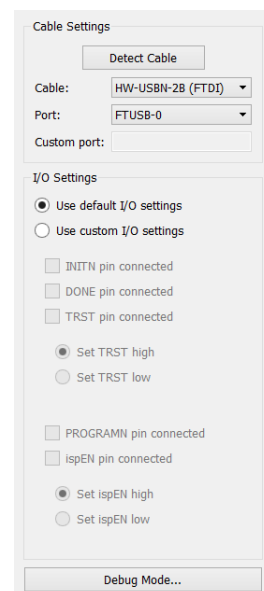 Cable Settings
Detect Cable
Cable: HW-USBN-2B (FTDI)
Port: FTUSB-0
Custom port:
I/O Settings
Use default I/O settings
Use custom I/O settings
INITN pin connected
DONE pin connected
TRST pin connected
Set TRST high
Set TRST low
PROGRAMN pin connected
ispEN pin connected
Set ispEN high
Set ispEN low
Debug Mode...